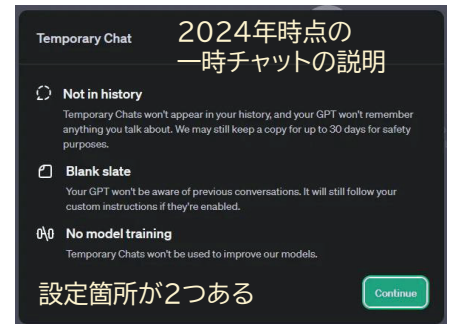 Temporary Chat
2024年時点の
一時チャットの説明
Not in history
Temporary Chats won't appear in your history, and your GPT won't remember
anything you talk about. We may still keep a copy for up to 30 days for safety
purposes.
Blank slate
Your GPT won't be aware of previous conversations. It will still follow your
custom instructions if they're enabled.
No model training
Temporary Chats won't be used to improve our models.
設定箇所が2つある
Continue